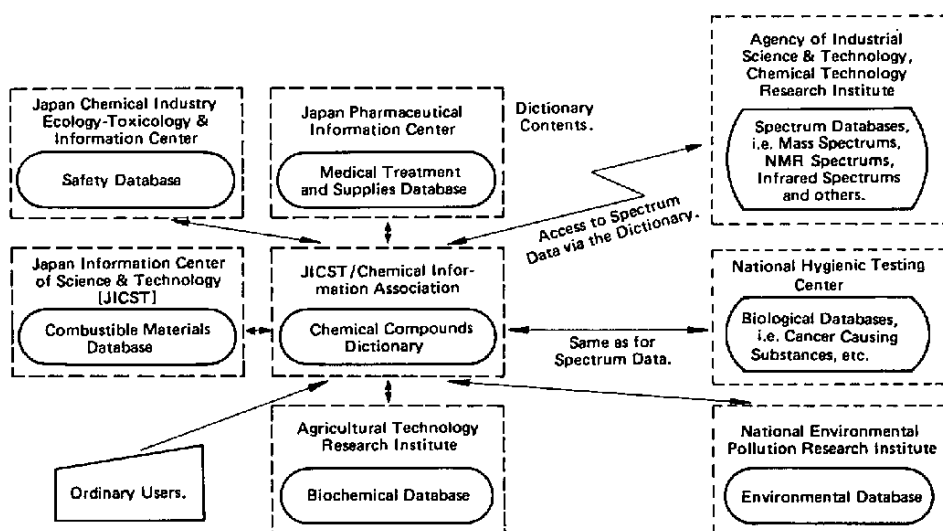 Agency of Industrial
Science & Technology,
Chemical Technology
Research Institute
Spectrum Databases,
i.e. Mass Spectrums,
NMR Spectrums,
Infrared Spectrums
and others.
Japan Chemical Industry
Ecology-Toxicology &
Information Center
Safety Database
Japan Pharmaceutical
Information Center
Medical Treatment
and Supplies Database
Dictionary
Contents.
Access to Spectrum
Data via the Dictionary.
Japan Information Center
of Science & Technology
[JICST]
Combustible Materials
Database
JICST/Chemical Infor-
mation Association
Chemical Compounds
Dictionary
Same as for
Spectrum Data.
National Hygienic Testing
Center
Biological Databases,
i.e. Cancer Causing
Substances, etc.
Ordinary Users.
Agricultural Technology
Research Institute
Biochemical Database
National Environmental
Pollution Research Institute
Environmental Database